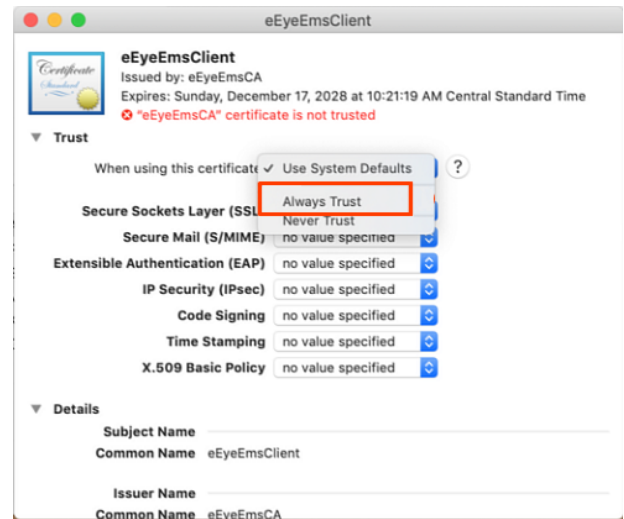 eEyeEmsClient
Certificate
Standard
eEyeEmsClient
Issued by: eEyeEmsCA
Expires: Sunday, December 17, 2028 at 10:21:19 AM Central Standard Time
"eEyeEmsCA" certificate is not trusted
Trust
When using this certificate ✓ Use System Defaults ?
Always Trust
Secure Sockets Layer (SSL
Never Trust
Secure Mail (S/MIME) no value specified
Extensible Authentication (EAP) no value specified
IP Security (IPsec) no value specified
Code Signing no value specified
Time Stamping no value specified
X.509 Basic Policy no value specified
Details
Subject Name
Common Name eEyeEmsClient
Issuer Name
Common Name eEyeEmsCA